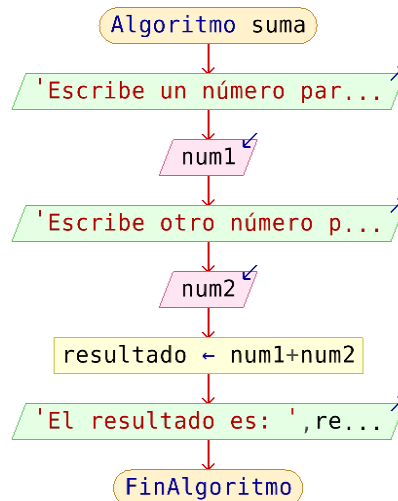 Algoritmo suma
'Escribe un número par...
num1
'Escribe otro número p...
num2
resultado ← num1+num2
'El resultado es: ',re...
FinAlgoritmo